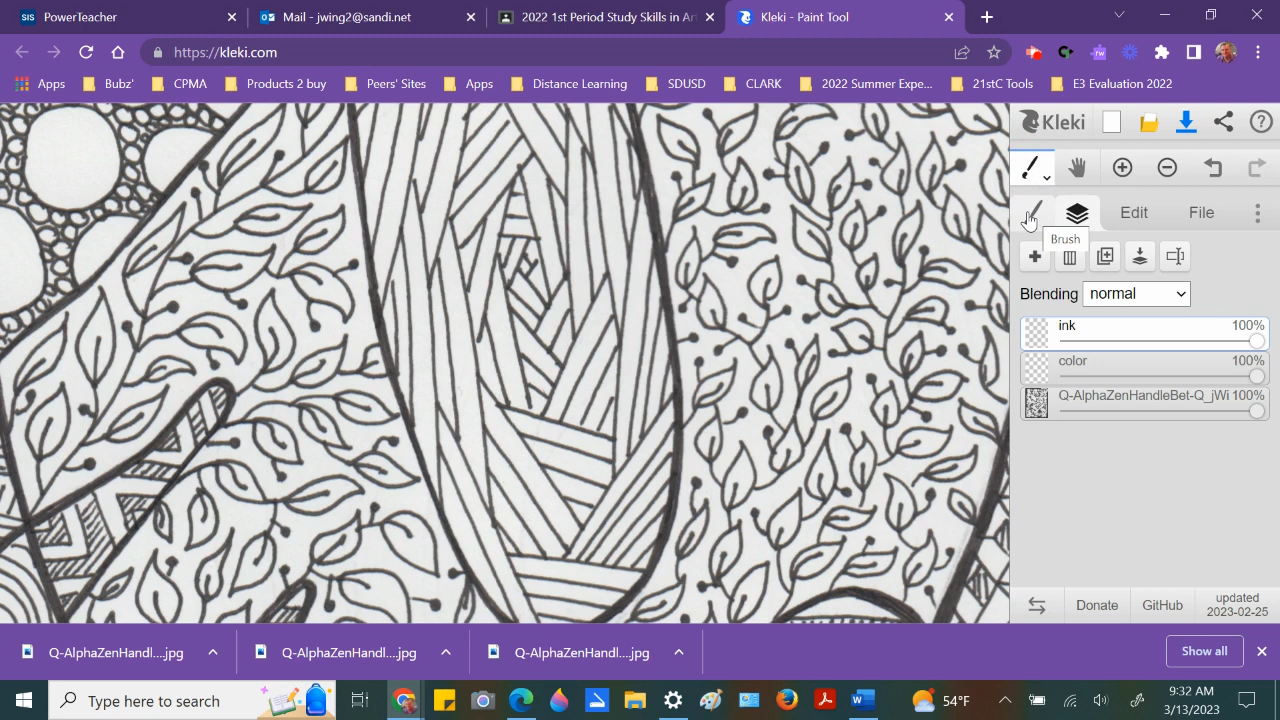 SIS PowerTeacher
Mail - jwing2@sandi.net
2022 1st Period Study Skills in Ar
Kleki - Paint Tool
https://kleki.com
Apps
Bubz'
CPMA
Products 2 buy
Peers' Sites
Apps
Distance Learning
SDUSD
CLARK
2022 Summer Expe...
21stC Tools
E3 Evaluation 2022
Kleki
Edit
File
Brush
Blending normal
ink 100%
color 100%
Q-AlphaZenHandleBet-Q_jWi 100%
Donate
GitHub
updated
2023-02-25
Q-AlphaZenHandl....jpg
Q-AlphaZenHandl....jpg
Q-AlphaZenHandl....jpg
Show all
Type here to search
54°F
9:32 AM
3/13/2023